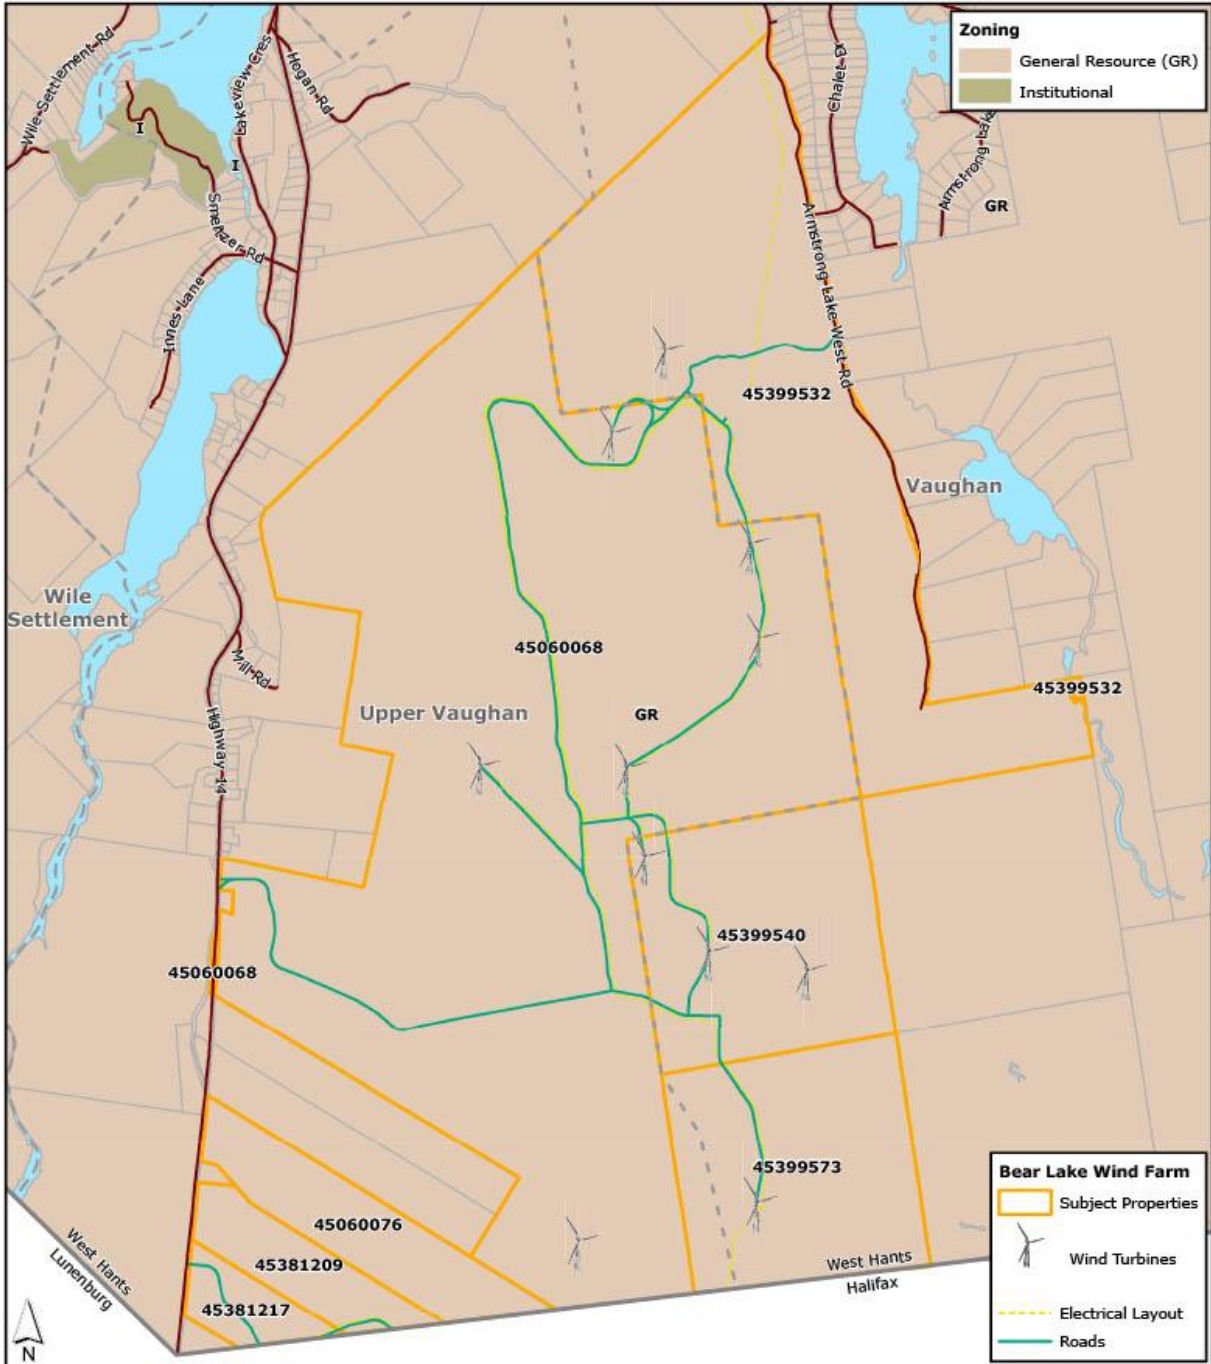 Zoning
General Resource (GR)
Institutional
Wile Settlement Rd
Lakeview Cres
Hogan Rd
Chalet Dr
Armstrong Lake
I
I
Smeltzer Rd
GR
Armstrong Lake West Rd
Innes Lane
45399532
Vaughan
Wile
Settlement
45060068
Mill Rd
45399532
Upper Vaughan
GR
Highway 14
45399540
45060068
45399573
Bear Lake Wind Farm
Subject Properties
Wind Turbines
Electrical Layout
Roads
45060076
45381209
45381217
West Hants
Lunenburg
West Hants
Halifax
N